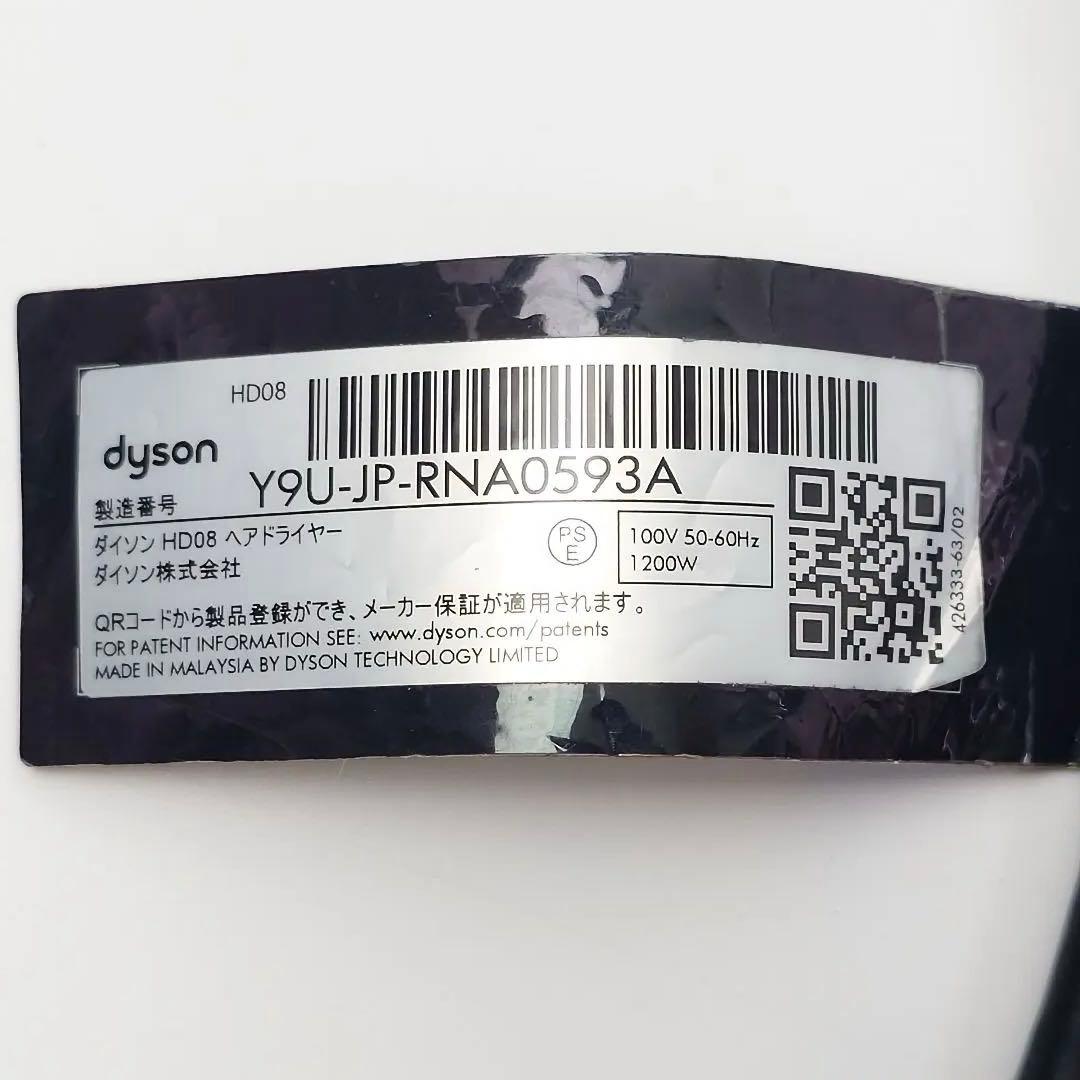 HD08
dyson
製造番号 Y9U-JP-RNA0593A
ダイソン HD08 ヘアドライヤー
ダイソン株式会社
PS
E
100V 50-60Hz
1200W
QRコードから製品登録ができ、メーカー保証が適用されます。
FOR PATENT INFORMATION SEE: www.dyson.com/patents
MADE IN MALAYSIA BY DYSON TECHNOLOGY LIMITED
426333-63/02